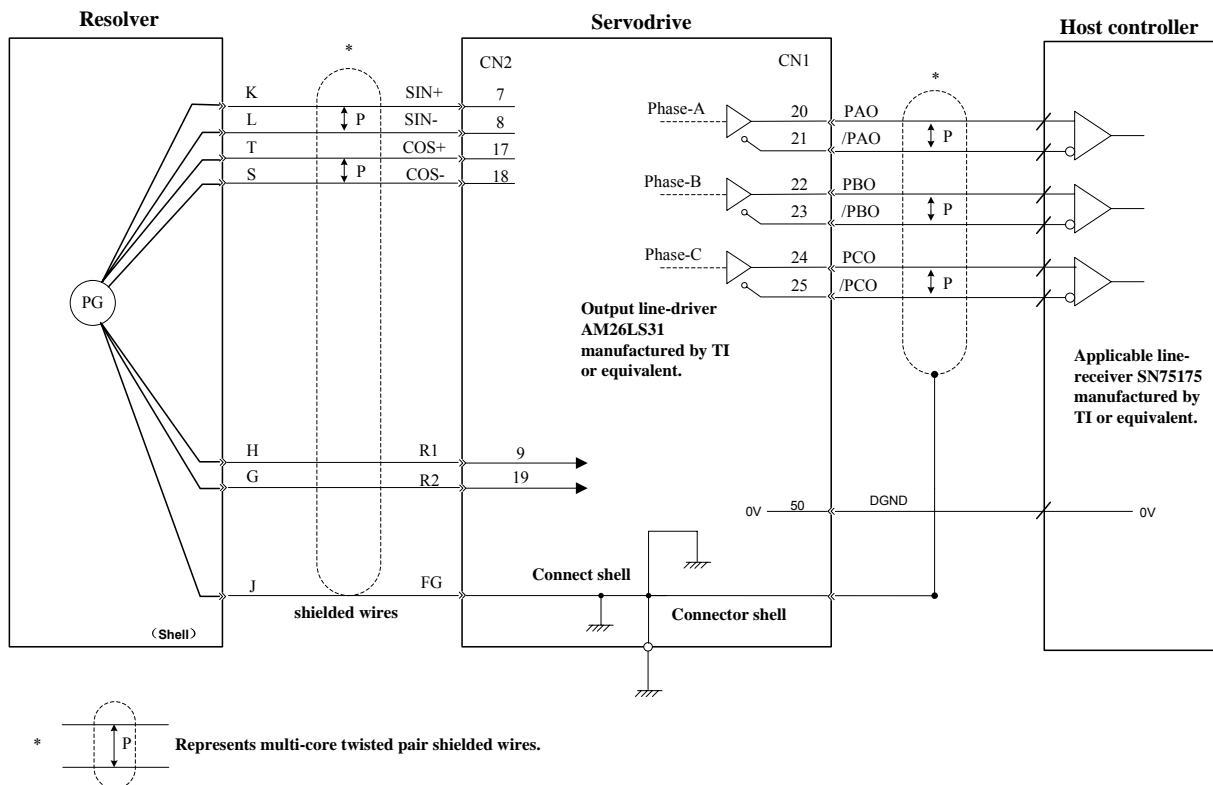 Resolver
Servodrive
Host controller
*
CN2
CN1
*
K SIN+ 7
L P SIN- 8
T COS+ 17
S P COS- 18
Phase-A 20 PAO
21 /PAO P
Phase-B 22 PBO
23 /PBO P
Phase-C 24 PCO
25 /PCO P
PG
Output line-driver
AM26LS31
manufactured by TI
or equivalent.
Applicable line-
receiver SN75175
manufactured by
TI or equivalent.
H R1 9
G R2 19
0V 50 DGND 0V
J FG
Connect shell
shielded wires
Connector shell
（Shell）
* P Represents multi-core twisted pair shielded wires.